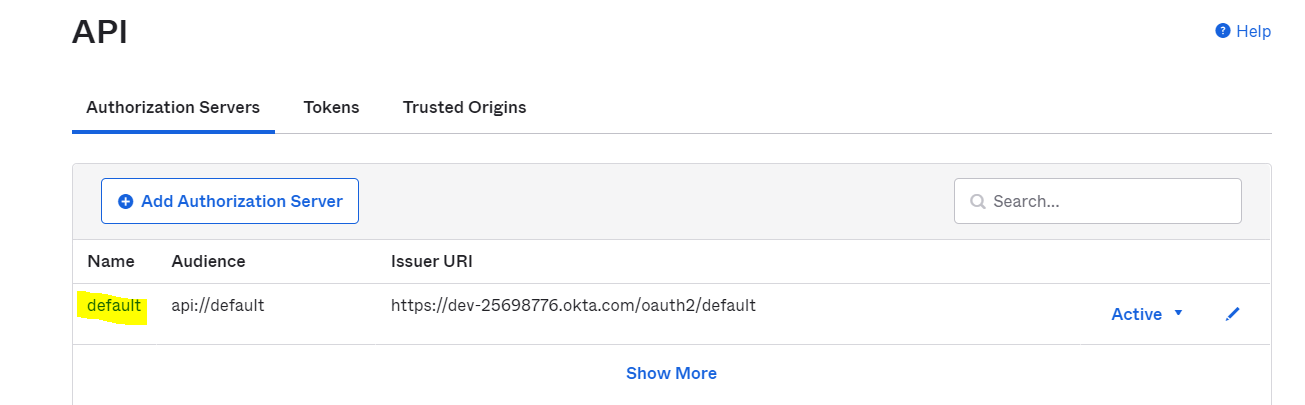 API
Help
Authorization Servers Tokens Trusted Origins
Add Authorization Server Search...
Name Audience Issuer URI
default api://default https://dev-25698776.okta.com/oauth2/default Active
Show More